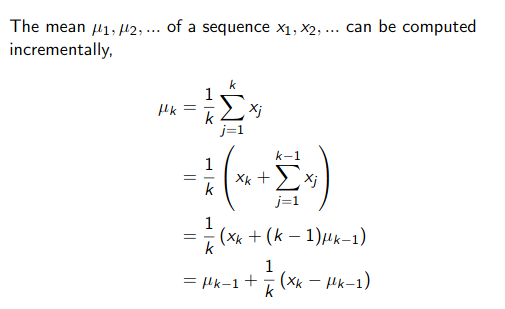 The mean μ₁, μ₂, ... of a sequence x₁, x₂, ... can be computed
incrementally,
μₖ = 1/k ∑_{j=1}^{k} xⱼ
= 1/k (xₖ + ∑_{j=1}^{k−1} xⱼ)
= 1/k (xₖ + (k − 1)μₖ₋₁)
= μₖ₋₁ + 1/k (xₖ − μₖ₋₁)